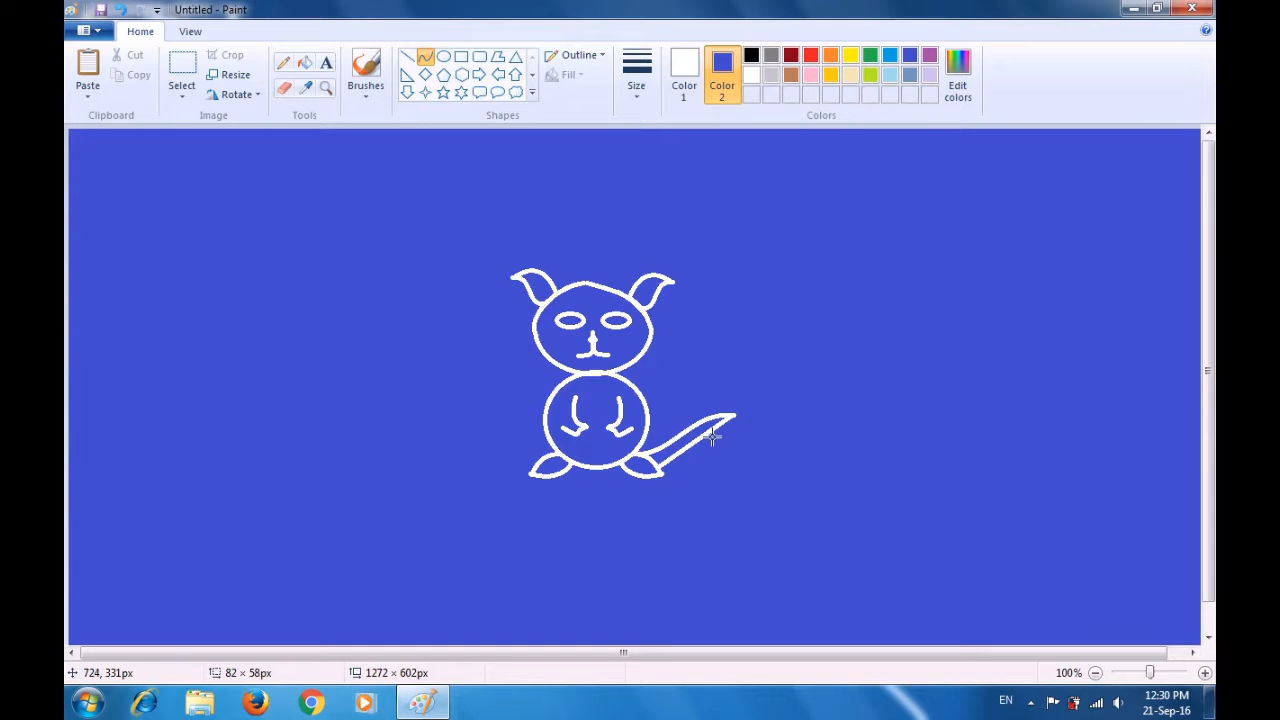 Untitled - Paint
Home View
Paste
Cut
Copy
Clipboard
Select
Crop
Resize
Rotate
Image
A
Tools
Brushes
Outline
Fill
Shapes
Size
Color 1
Color 2
Edit colors
Colors
724, 331px 82 × 58px 1272 × 602px 100%
EN 12:30 PM
21-Sep-16